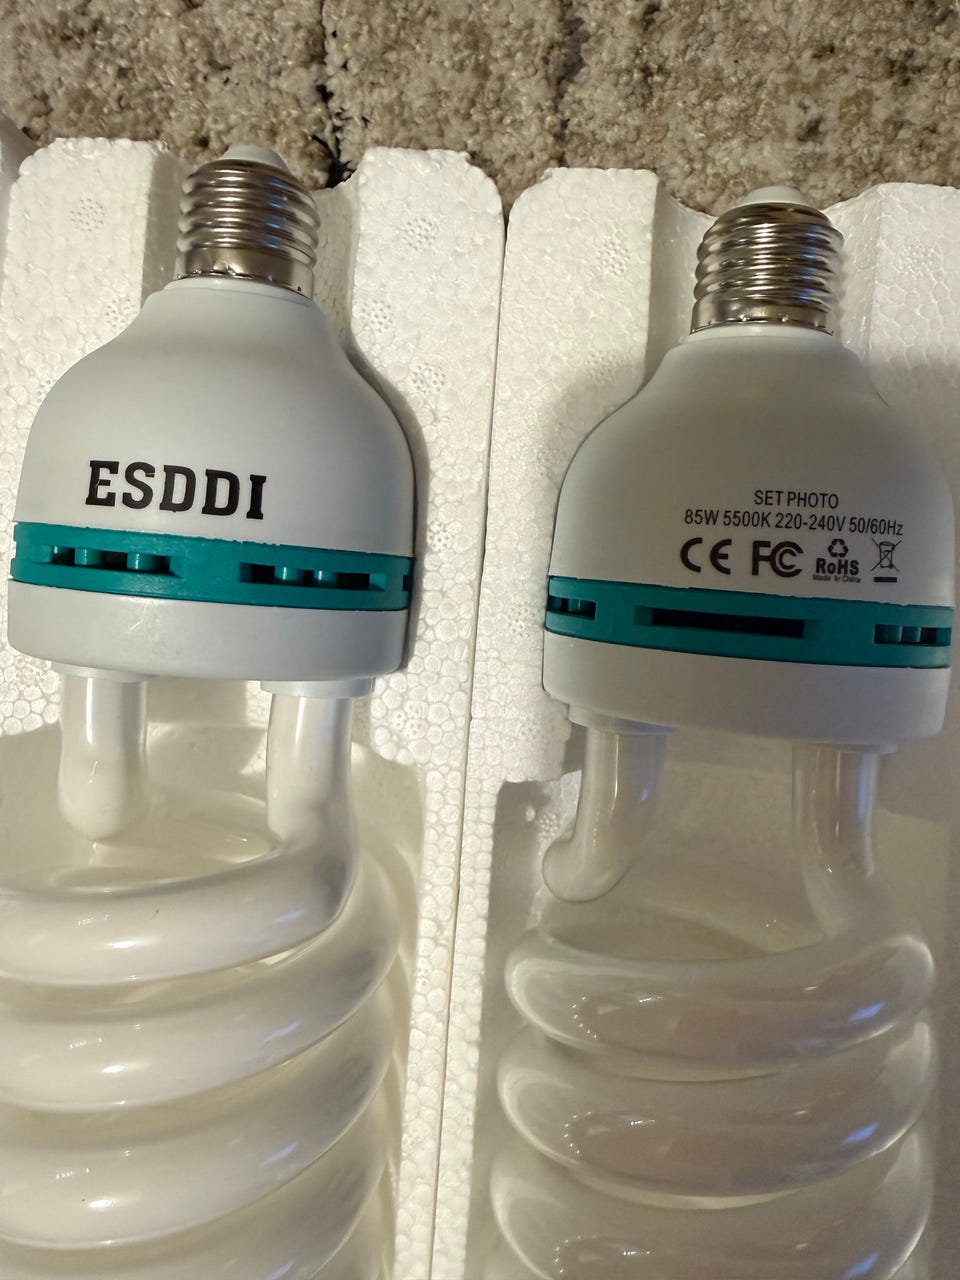 ESDDI
SET PHOTO
85W 5500K 220-240V 50/60Hz
CE FC RoHS
Made In China